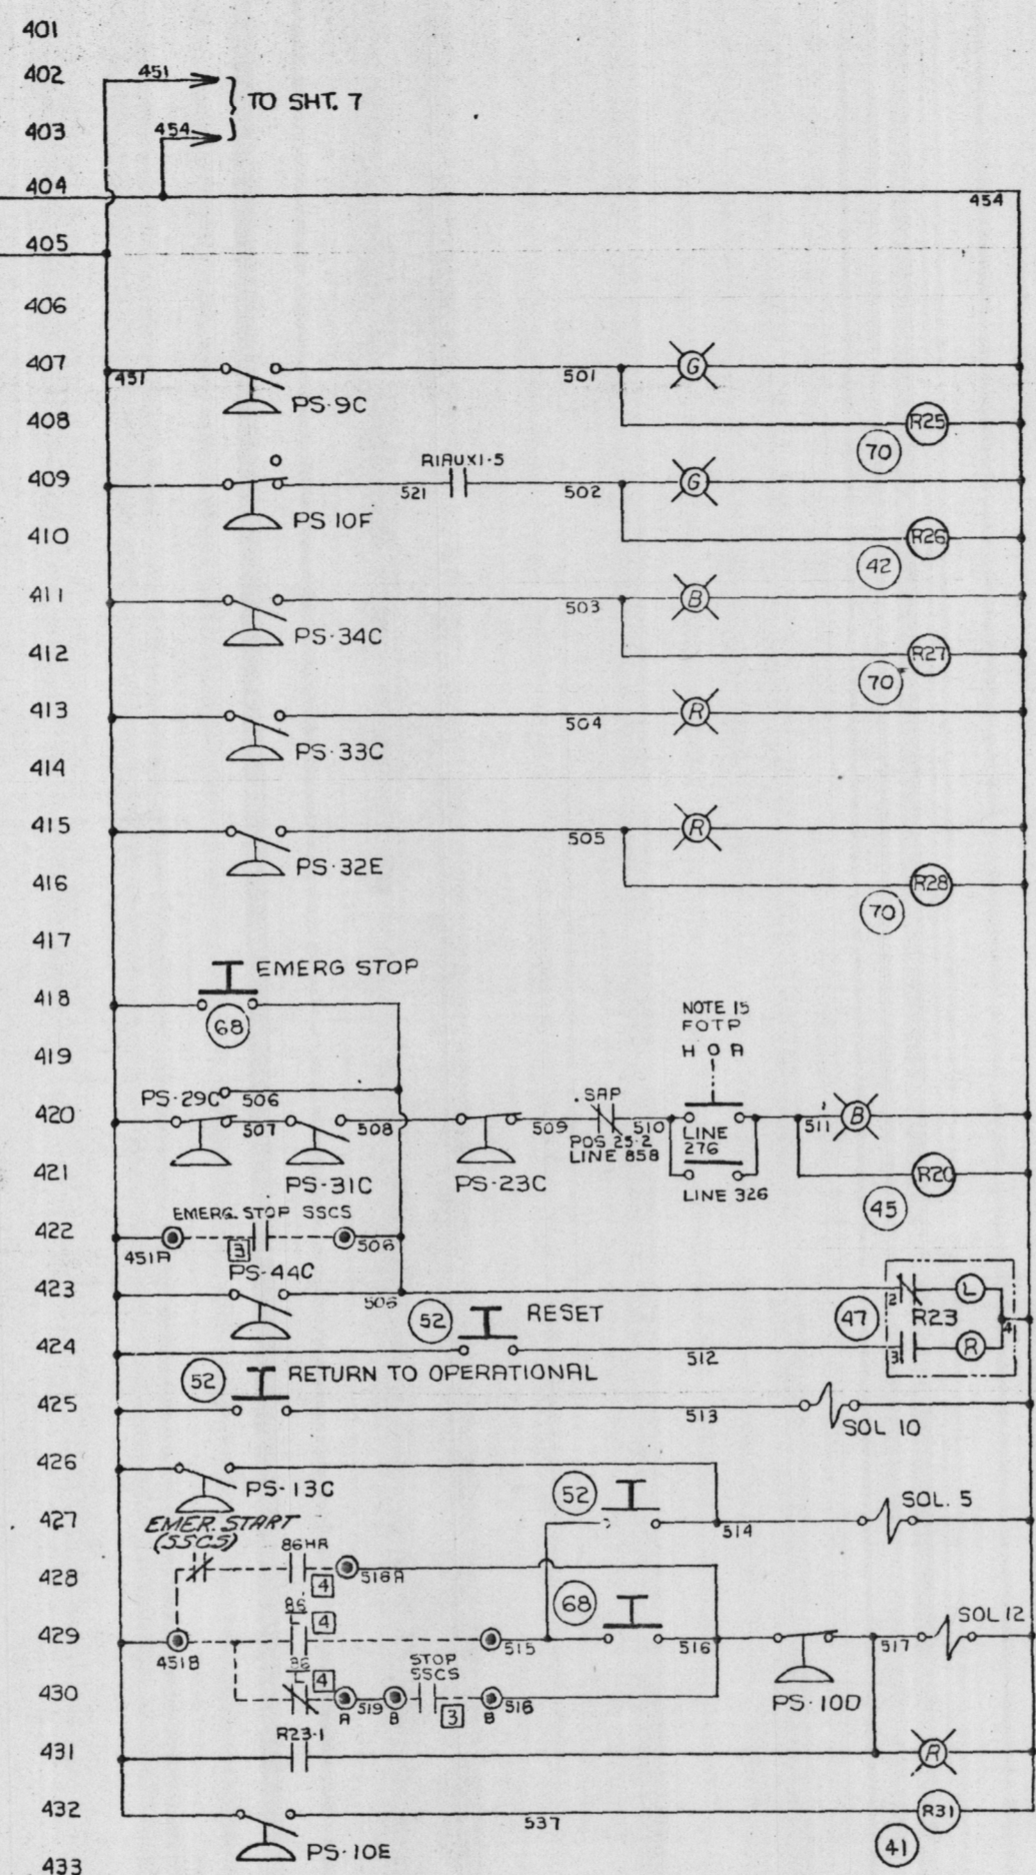 401
402 451
TO SHT. 7
403 454
404
454
405
406
407
451 501 G
PS-9C
408 R25
70
R1AUX1-5
409
521 502 G
PS 10F
410 R26
42
411
503 B
PS-34C
412 R27
70
413
504 R
PS-33C
414
415
505 R
PS-32E
416 R28
70
417
EMERG STOP
418
68
NOTE 15
FOTP
419 H O A
PS-29C 506 SAP
420 507 508 509 510 511 B
POS 25-2 LINE
LINE 858 276
421 PS-31C PS-23C R20
LINE 326
45
EMERG. STOP SSCS
422
451A 3 506
PS-44C
423 506 2 R23 L
52 RESET 47 4
424 512 3 R
52 RETURN TO OPERATIONAL
425 513
SOL 10
426
PS-13C
52 SOL. 5
427 514
EMER. START
(SSCS)
86HR
428 516A
4
68
86 4
429 SOL 12
451B 515 516 517
86 STOP
4 SSCS
430 519 516
A B 3 B PS-10D
R23-1
431 R
432 R31
537
41
PS-10E
433